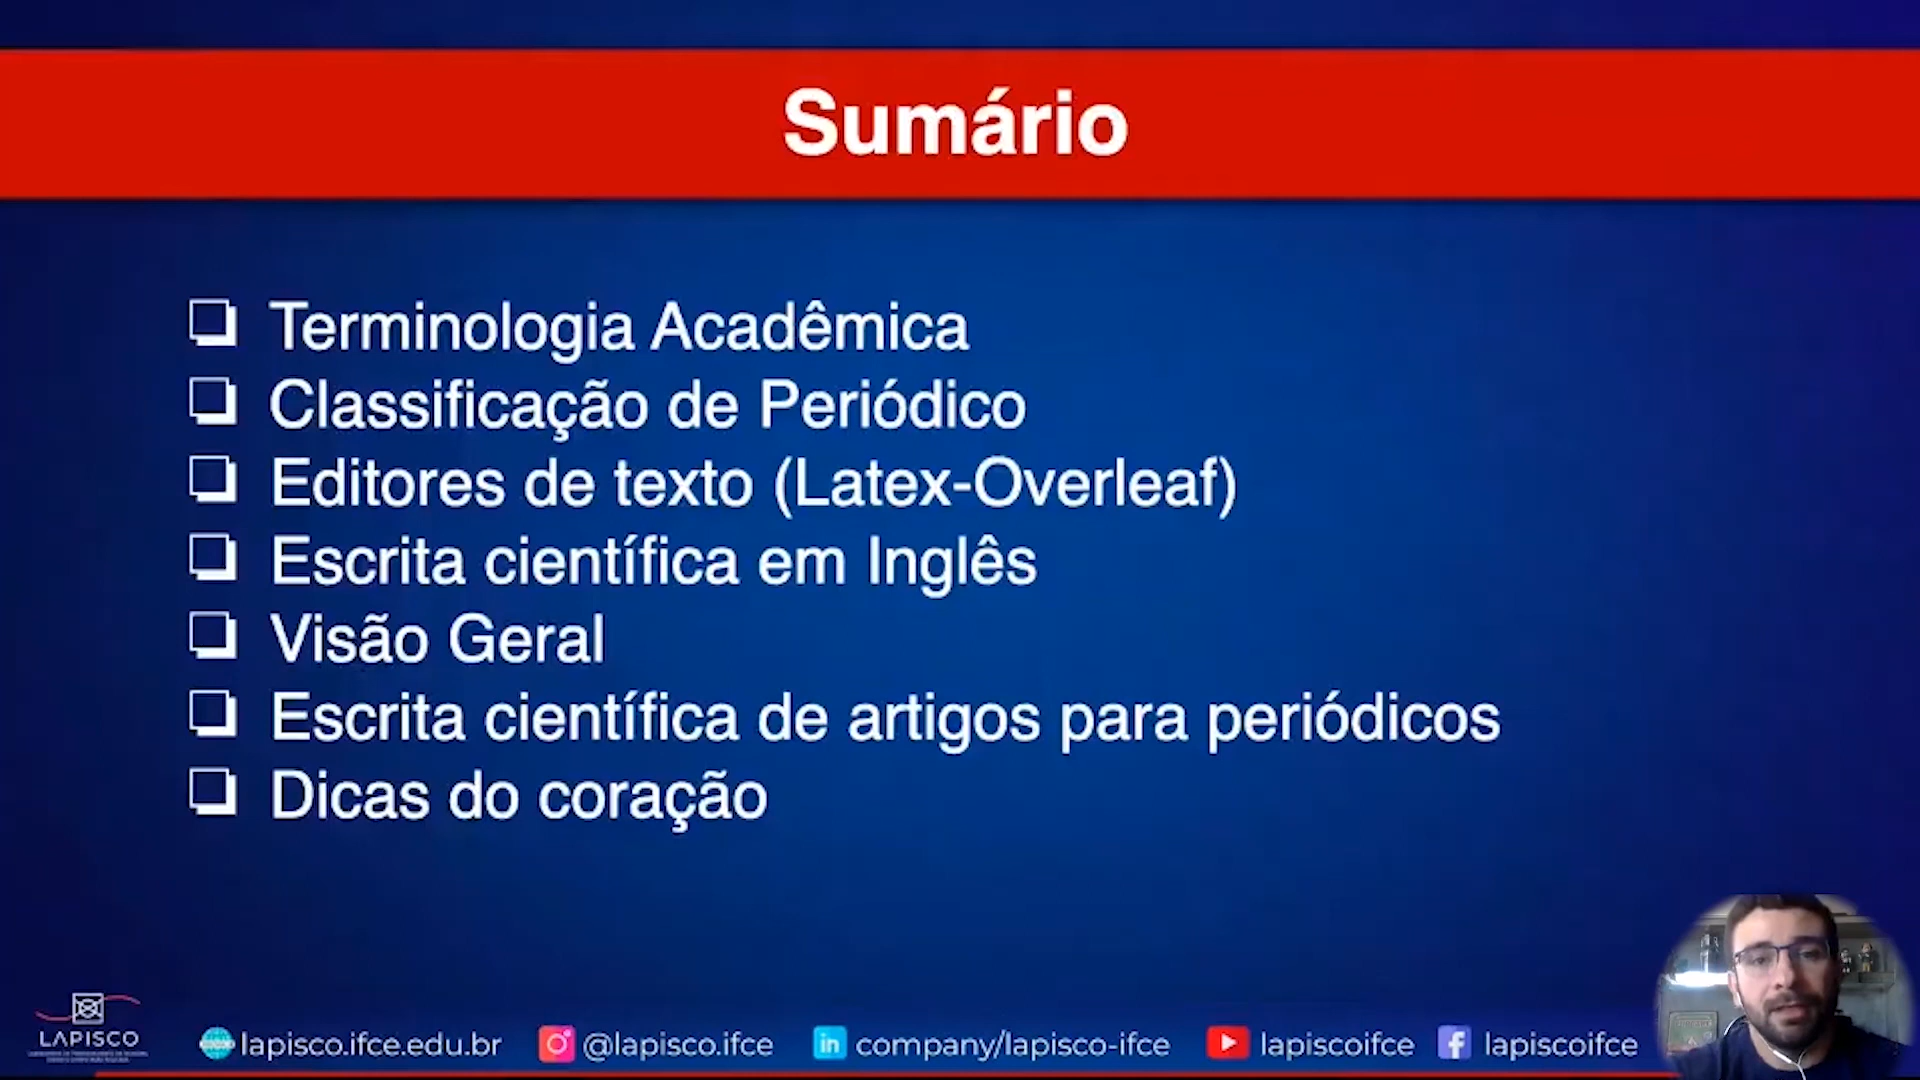 Sumário
Terminologia Acadêmica
Classificação de Periódico
Editores de texto (Latex-Overleaf)
Escrita científica em Inglês
Visão Geral
Escrita científica de artigos para periódicos
Dicas do coração
LAPISCO
lapisco.ifce.edu.br @lapisco.ifce company/lapisco-ifce lapiscoifce lapiscoifce